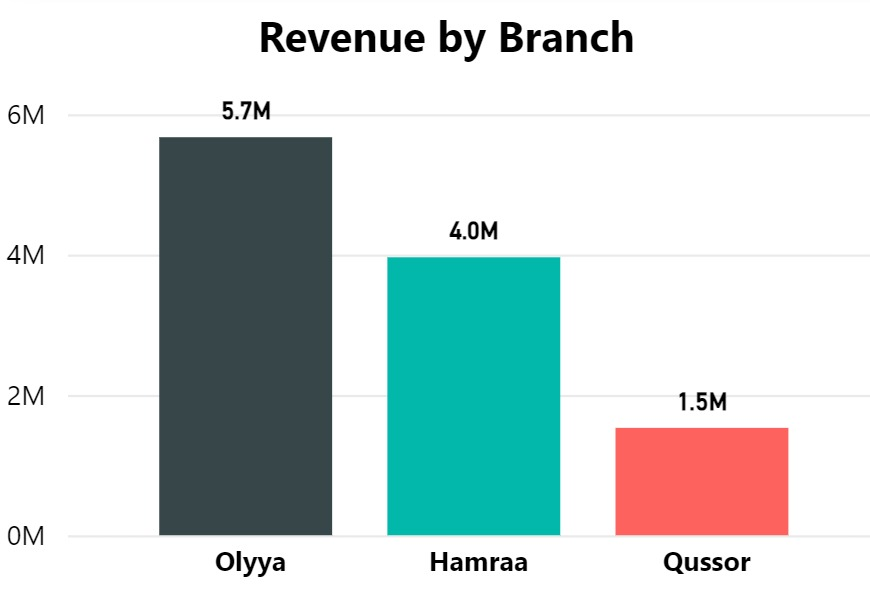 Revenue by Branch
6M
5.7M
4M
4.0M
2M
1.5M
0M
Olyya
Hamraa
Qussor